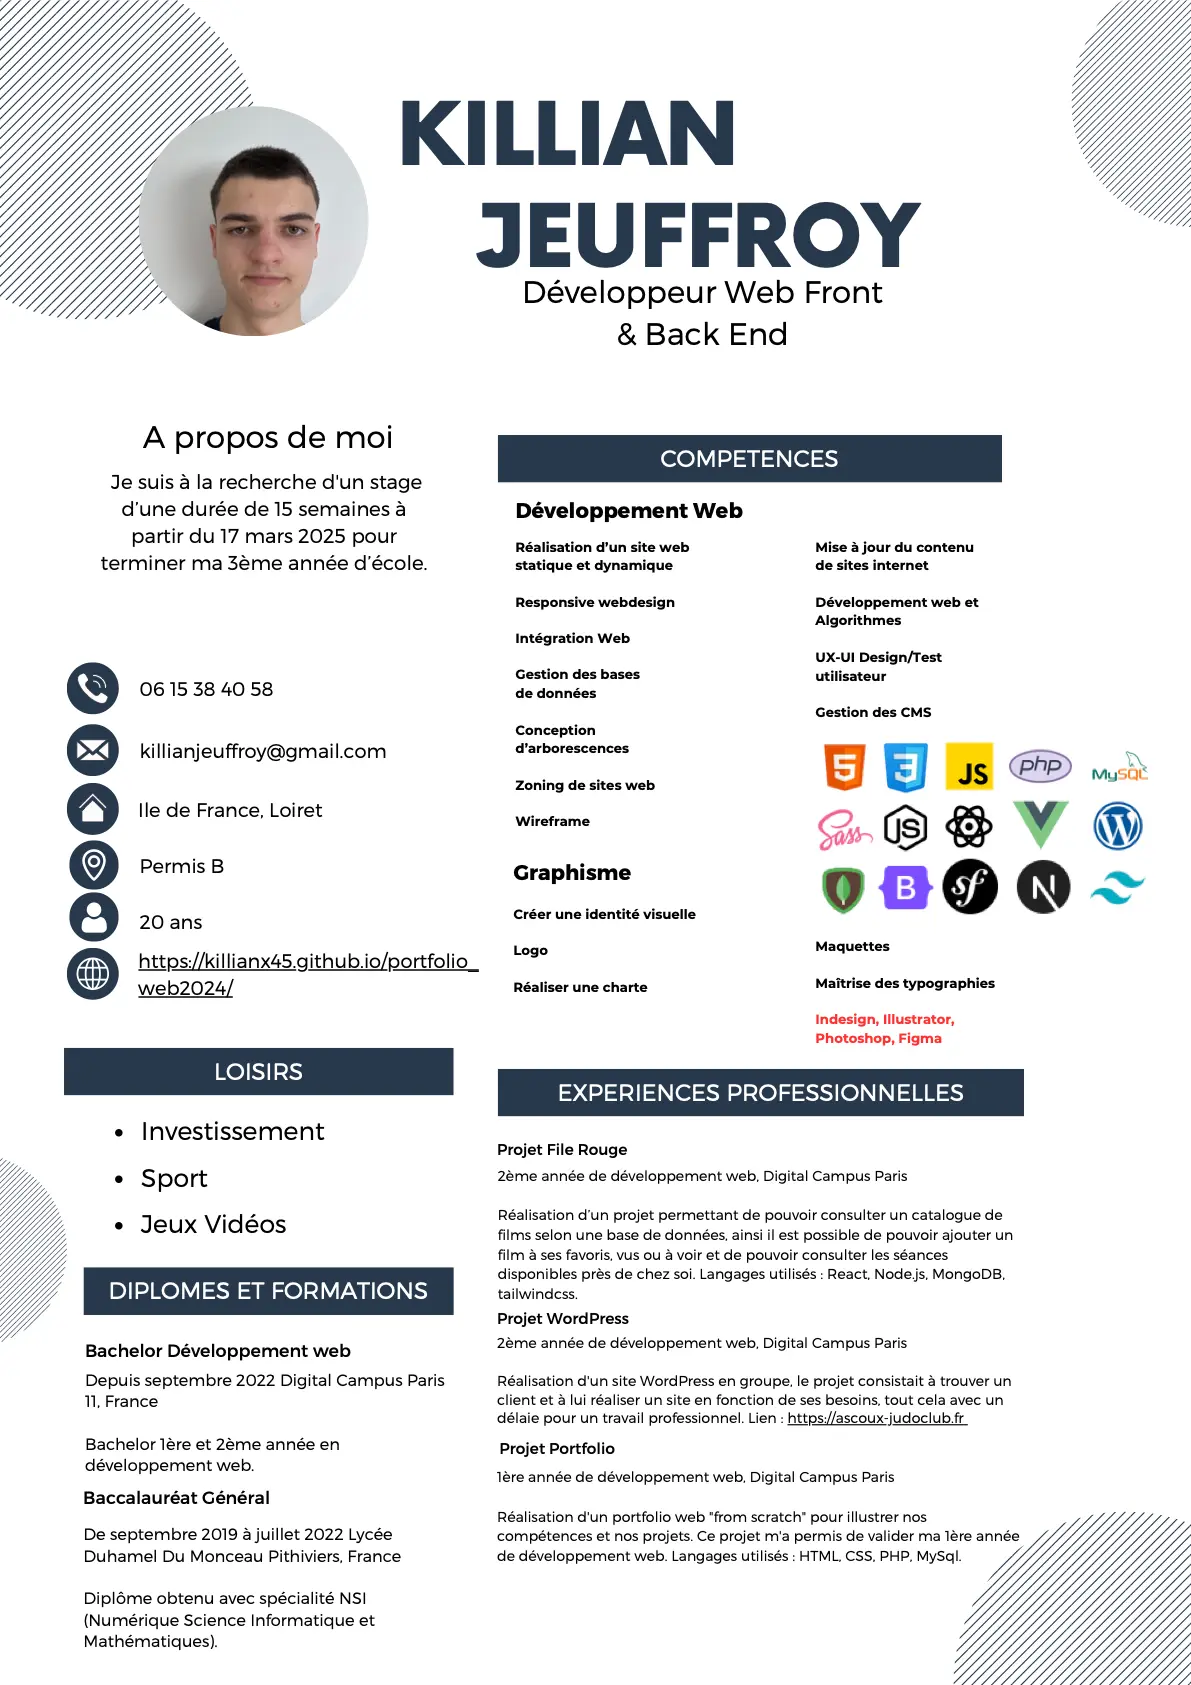 KILLIAN
JEUFFROY
Développeur Web Front
& Back End
A propos de moi
Je suis à la recherche d'un stage
d’une durée de 15 semaines à
partir du 17 mars 2025 pour
terminer ma 3ème année d’école.
06 15 38 40 58
killianjeuffroy@gmail.com
Ile de France, Loiret
Permis B
20 ans
https://killianx45.github.io/portfolio_
web2024/
LOISIRS
• Investissement
• Sport
• Jeux Vidéos
DIPLOMES ET FORMATIONS
Bachelor Développement web
Depuis septembre 2022 Digital Campus Paris
11, France
Bachelor 1ère et 2ème année en
développement web.
Baccalauréat Général
De septembre 2019 à juillet 2022 Lycée
Duhamel Du Monceau Pithiviers, France
Diplôme obtenu avec spécialité NSI
(Numérique Science Informatique et
Mathématiques).
COMPETENCES
Développement Web
Réalisation d’un site web
statique et dynamique
Responsive webdesign
Intégration Web
Gestion des bases
de données
Conception
d’arborescences
Zoning de sites web
Wireframe
Mise à jour du contenu
de sites internet
Développement web et
Algorithmes
UX-UI Design/Test
utilisateur
Gestion des CMS
5 3 JS php MySQL
Sass JS W
B sf N
Graphisme
Créer une identité visuelle
Logo
Réaliser une charte
Maquettes
Maîtrise des typographies
Indesign, Illustrator,
Photoshop, Figma
EXPERIENCES PROFESSIONNELLES
Projet File Rouge
2ème année de développement web, Digital Campus Paris
Réalisation d’un projet permettant de pouvoir consulter un catalogue de
films selon une base de données, ainsi il est possible de pouvoir ajouter un
film à ses favoris, vus ou à voir et de pouvoir consulter les séances
disponibles près de chez soi. Langages utilisés : React, Node.js, MongoDB,
tailwindcss.
Projet WordPress
2ème année de développement web, Digital Campus Paris
Réalisation d'un site WordPress en groupe, le projet consistait à trouver un
client et à lui réaliser un site en fonction de ses besoins, tout cela avec un
délaie pour un travail professionnel. Lien : https://ascoux-judoclub.fr
Projet Portfolio
1ère année de développement web, Digital Campus Paris
Réalisation d'un portfolio web "from scratch" pour illustrer nos
compétences et nos projets. Ce projet m'a permis de valider ma 1ère année
de développement web. Langages utilisés : HTML, CSS, PHP, MySql.